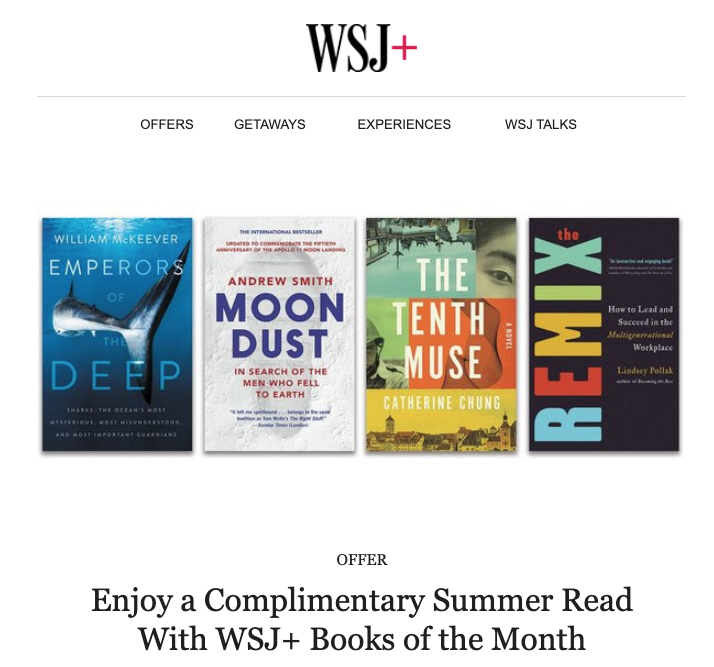 WSJ+
OFFERS GETAWAYS EXPERIENCES WSJ TALKS
WILLIAM McKEEVER
EMPERORS
OF
THE
DEEP
SHARKS—THE OCEAN'S MOST
MYSTERIOUS, MOST MISUNDERSTOOD,
AND MOST IMPORTANT GUARDIANS
THE INTERNATIONAL BESTSELLER
UPDATED TO COMMEMORATE THE FIFTIETH
ANNIVERSARY OF THE APOLLO 11 MOON LANDING
ANDREW SMITH
MOON
DUST
IN SEARCH OF THE
MEN WHO FELL
TO EARTH
"It left me spellbound . . . belongs in the same
tradition as Tom Wolfe's The Right Stuff."
—Sunday Times (London)
THE
TENTH
MUSE
A NOVEL
CATHERINE CHUNG
the
REMIX
"An instructive and engaging book!"
How to Lead and
Succeed in the
Multigenerational
Workplace
Lindsey Pollak
author of Becoming the Boss
OFFER
Enjoy a Complimentary Summer Read
With WSJ+ Books of the Month